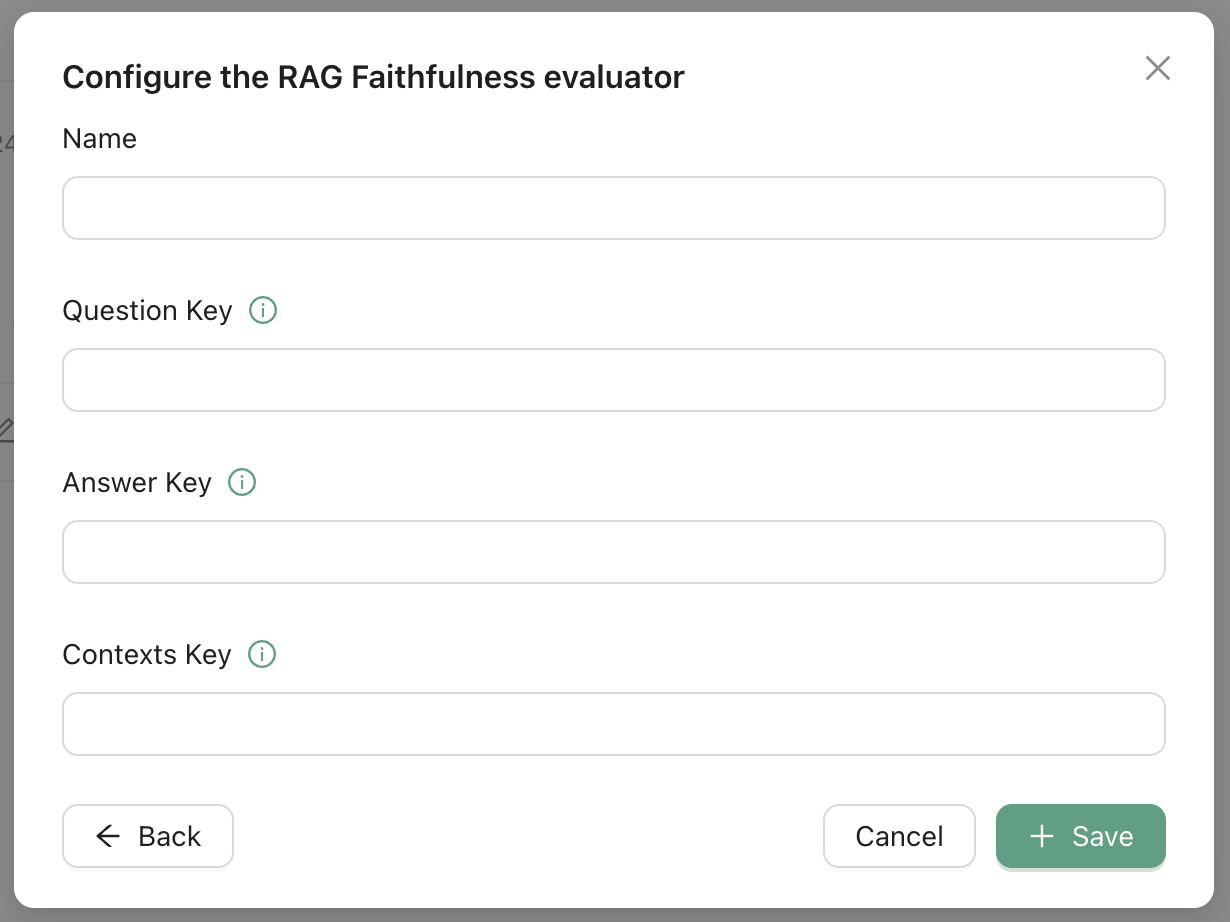 Configure the RAG Faithfulness evaluator
Name
Question Key
Answer Key
Contexts Key
Back
Cancel
Save